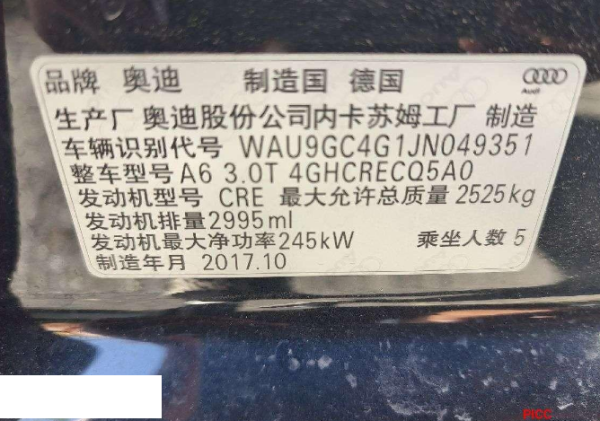 品牌 奥迪 制造国 德国
Audi
生产厂 奥迪股份公司内卡苏姆工厂 制造
车辆识别代号 WAU9GC4G1JN049351
整车型号 A6 3.0T 4GHCRECQ5A0
发动机型号 CRE 最大允许总质量 2525kg
发动机排量 2995ml
发动机最大净功率 245kW 乘坐人数 5
制造年月 2017.10
PICC